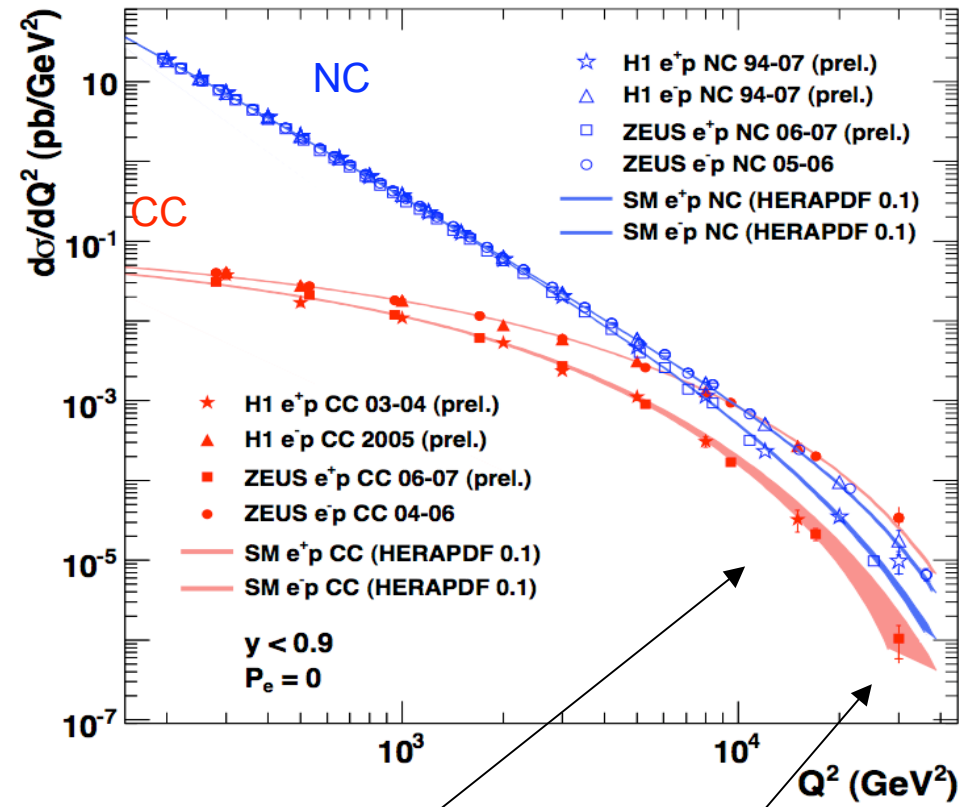 dσ/dQ² (pb/GeV²)
10
10⁻¹
10⁻³
10⁻⁵
10⁻⁷
NC
CC
H1 e⁺p NC 94-07 (prel.)
H1 e⁻p NC 94-07 (prel.)
ZEUS e⁺p NC 06-07 (prel.)
ZEUS e⁻p NC 05-06
SM e⁺p NC (HERAPDF 0.1)
SM e⁻p NC (HERAPDF 0.1)
H1 e⁺p CC 03-04 (prel.)
H1 e⁻p CC 2005 (prel.)
ZEUS e⁺p CC 06-07 (prel.)
ZEUS e⁻p CC 04-06
SM e⁺p CC (HERAPDF 0.1)
SM e⁻p CC (HERAPDF 0.1)
y < 0.9
Pₑ = 0
10³
10⁴
Q² (GeV²)